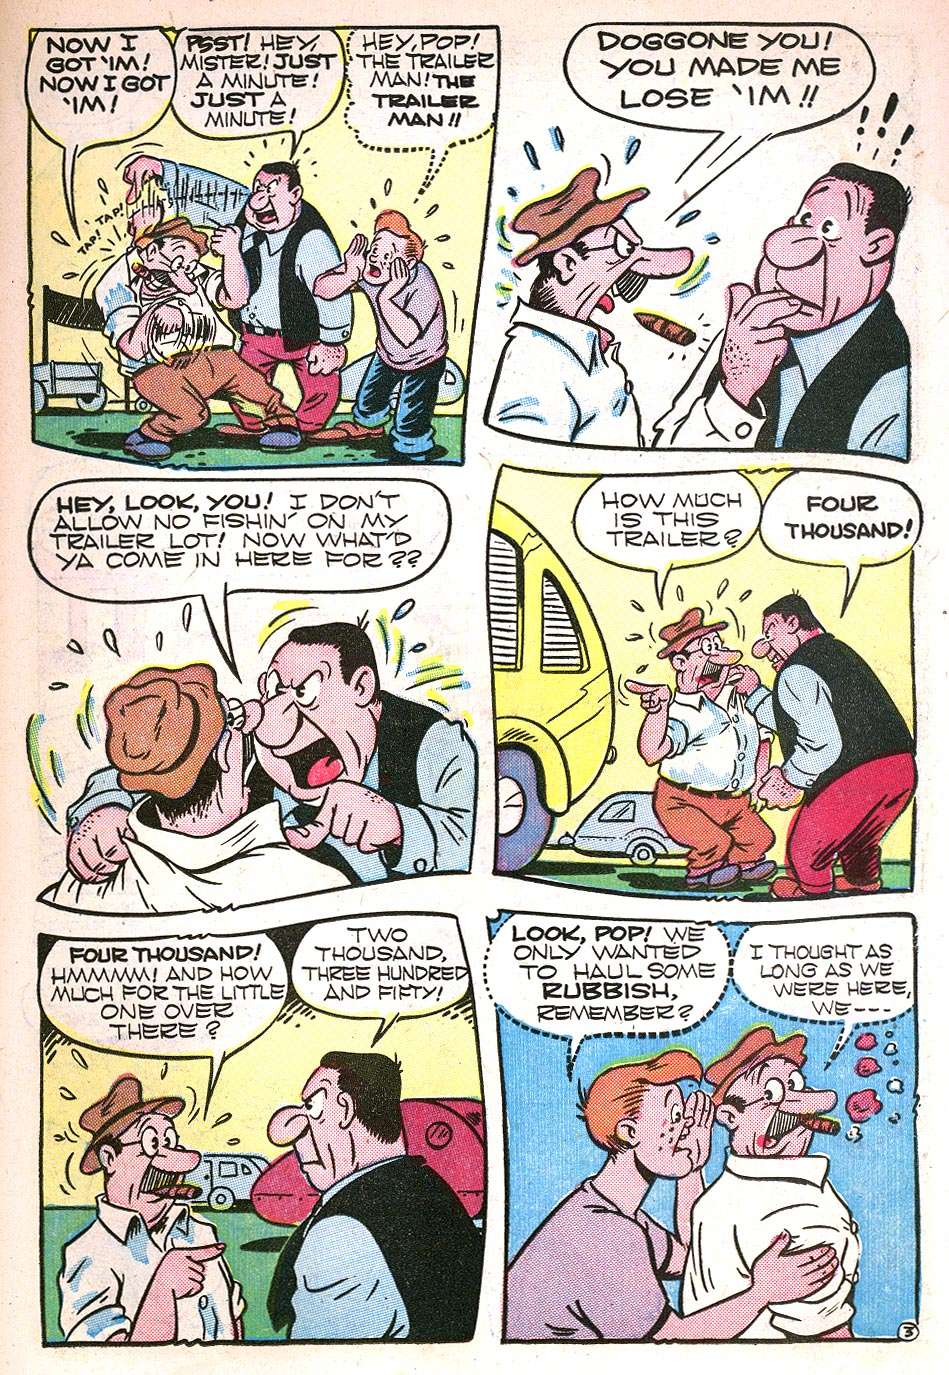 NOW I
GOT 'IM!
NOW I GOT
'IM!
PSST! HEY,
MISTER! JUST
A MINUTE!
JUST A
MINUTE!
HEY, POP!
THE TRAILER
MAN! THE
TRAILER
MAN!!
TAP! TAP!
DOGGONE YOU!
YOU MADE ME
LOSE 'IM!!
!!!
HEY, LOOK, YOU! I DON'T
ALLOW NO FISHIN' ON MY
TRAILER LOT! NOW WHAT'D
YA COME IN HERE FOR??
HOW MUCH
IS THIS
TRAILER?
FOUR
THOUSAND!
FOUR THOUSAND!
HMMMM! AND HOW
MUCH FOR THE LITTLE
ONE OVER
THERE?
TWO
THOUSAND,
THREE HUNDRED
AND FIFTY!
LOOK, POP! WE
ONLY WANTED
TO HAUL SOME
RUBBISH,
REMEMBER?
I THOUGHT AS
LONG AS WE
WERE HERE,
WE---
3